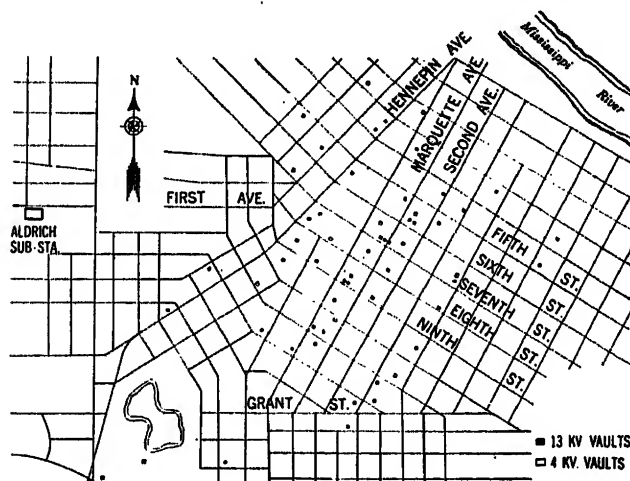 Mississippi
River
HENNEPIN AVE
MARQUETTE AVE.
SECOND AVE.
N
FIRST AVE.
ALDRICH
SUB-STA.
FIFTH ST.
SIXTH ST.
SEVENTH ST.
EIGHTH ST.
NINTH
GRANT ST.
13 KV VAULTS
4 KV. VAULTS